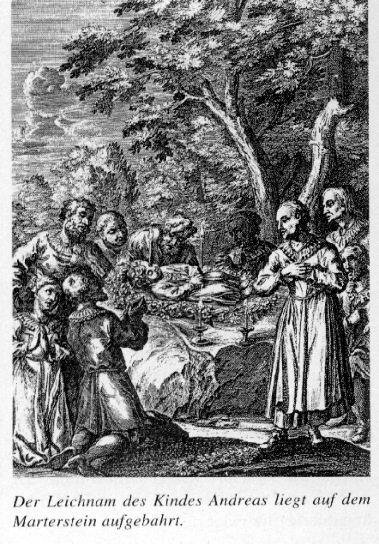 Der Leichnam des Kindes Andreas liegt auf dem
Marterstein aufgebahrt.